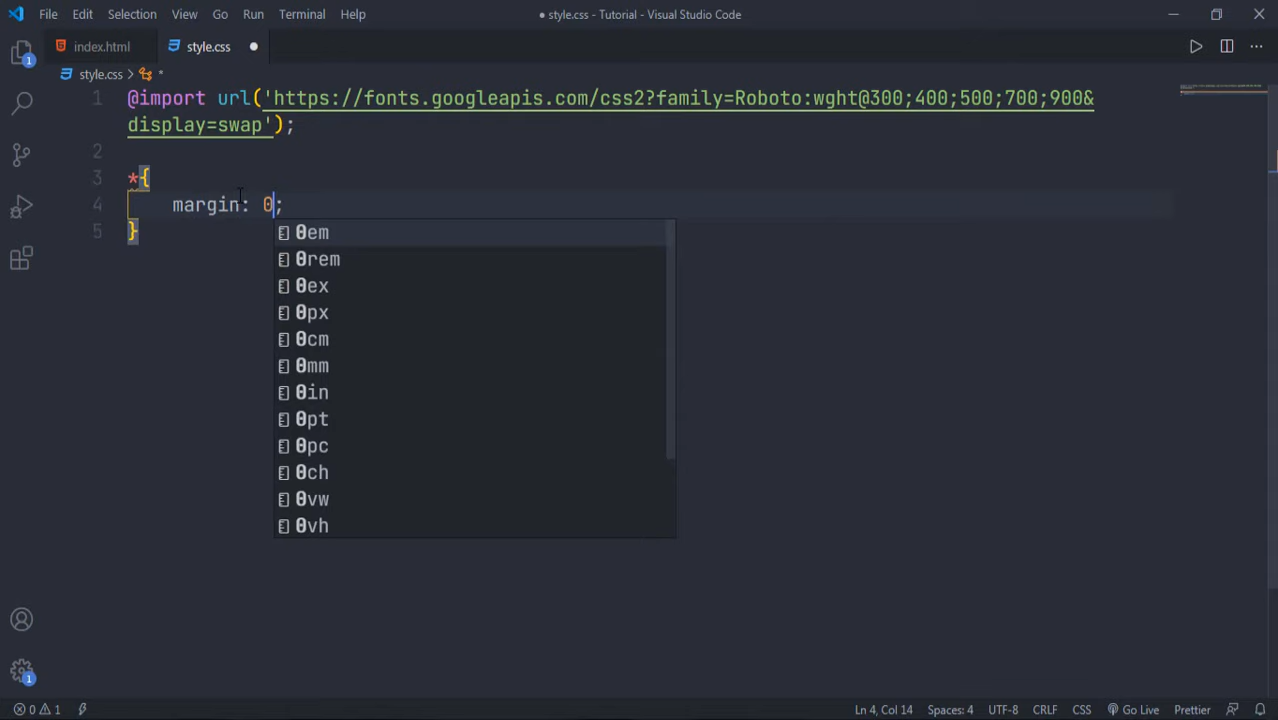 File Edit Selection View Go Run Terminal Help
● style.css - Tutorial - Visual Studio Code
index.html style.css ●
style.css > *
1 @import url('https://fonts.googleapis.com/css2?family=Roboto:wght@300;400;500;700;900&
display=swap');
2
3 *{
4 margin: 0;
5 }
0em
0rem
0ex
0px
0cm
0mm
0in
0pt
0pc
0ch
0vw
0vh
1
1
0 1
Ln 4, Col 14 Spaces: 4 UTF-8 CRLF CSS Go Live Prettier